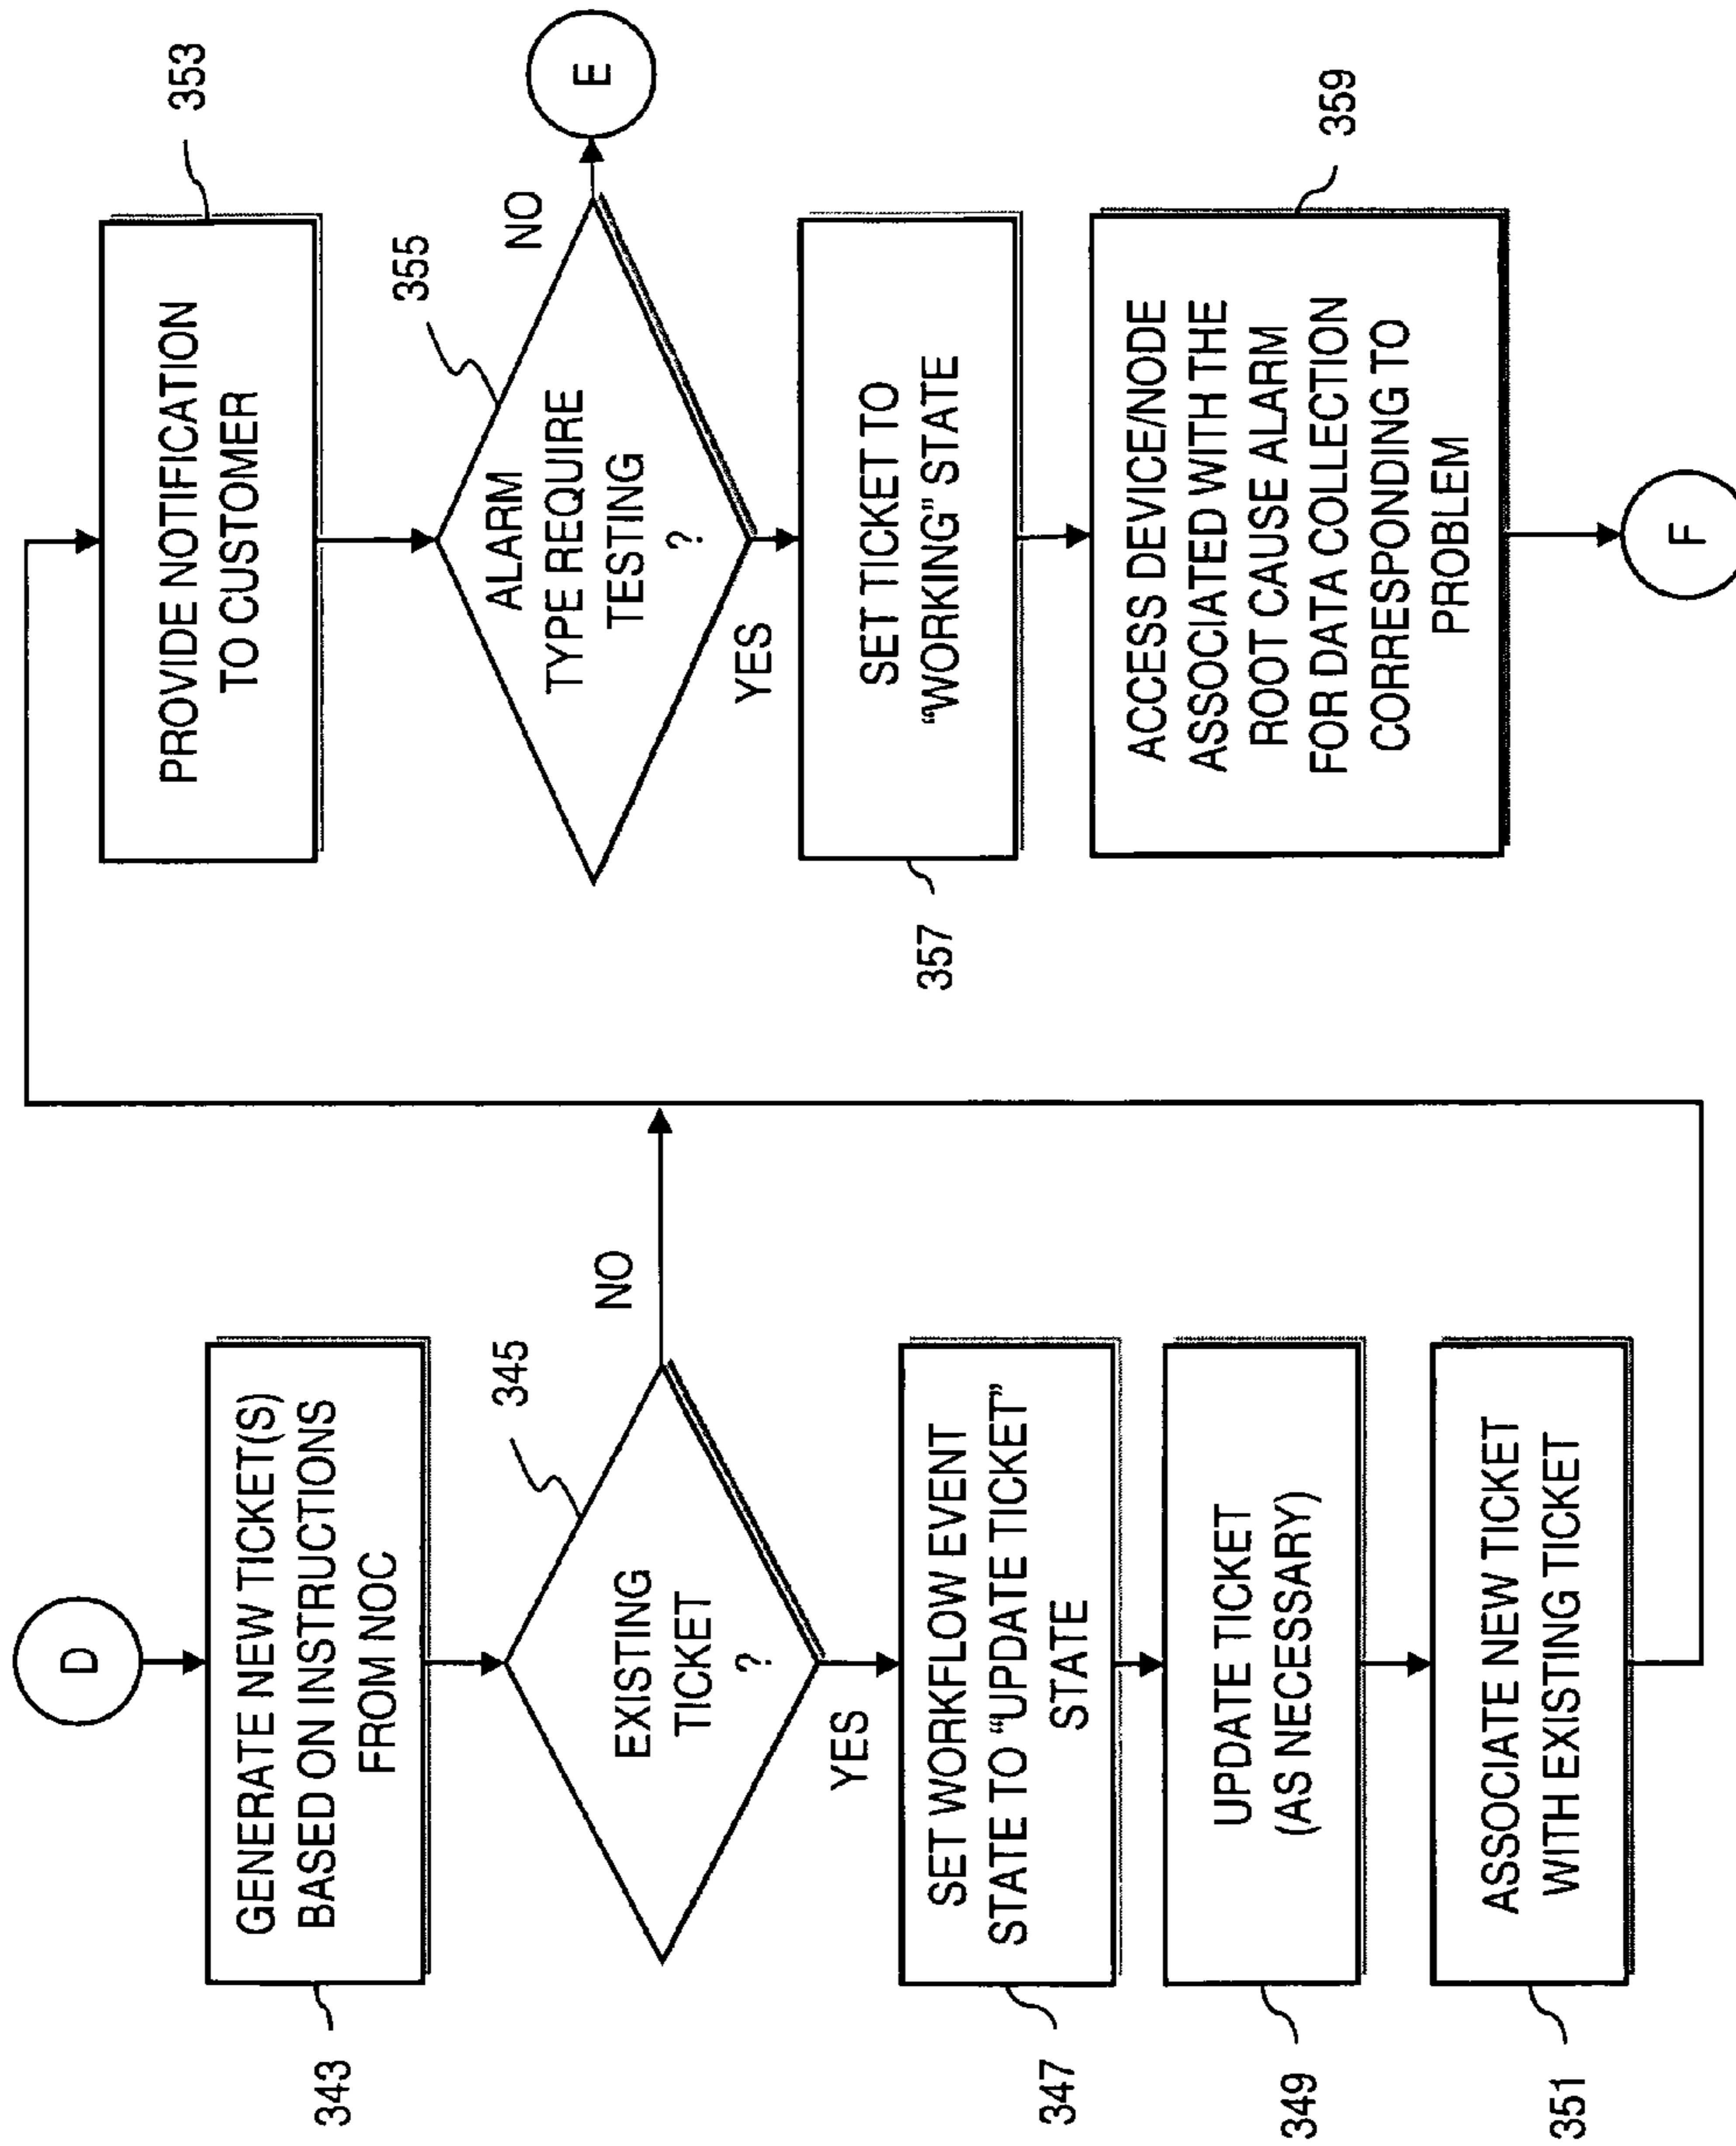 D
GENERATE NEW TICKET(S)
BASED ON INSTRUCTIONS
FROM NOC
343
EXISTING
TICKET
?
345
NO
YES
SET WORKFLOW EVENT
STATE TO "UPDATE TICKET"
STATE
347
UPDATE TICKET
(AS NECESSARY)
349
ASSOCIATE NEW TICKET
WITH EXISTING TICKET
351
PROVIDE NOTIFICATION
TO CUSTOMER
353
ALARM
TYPE REQUIRE
TESTING
?
355
NO
E
YES
SET TICKET TO
"WORKING" STATE
357
ACCESS DEVICE/NODE
ASSOCIATED WITH THE
ROOT CAUSE ALARM
FOR DATA COLLECTION
CORRESPONDING TO
PROBLEM
359
F